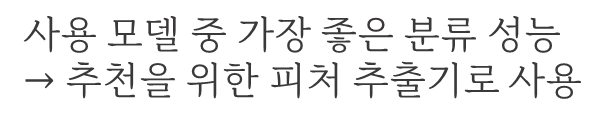 사용 모델 중 가장 좋은 분류 성능
→ 추천을 위한 피처 추출기로 사용